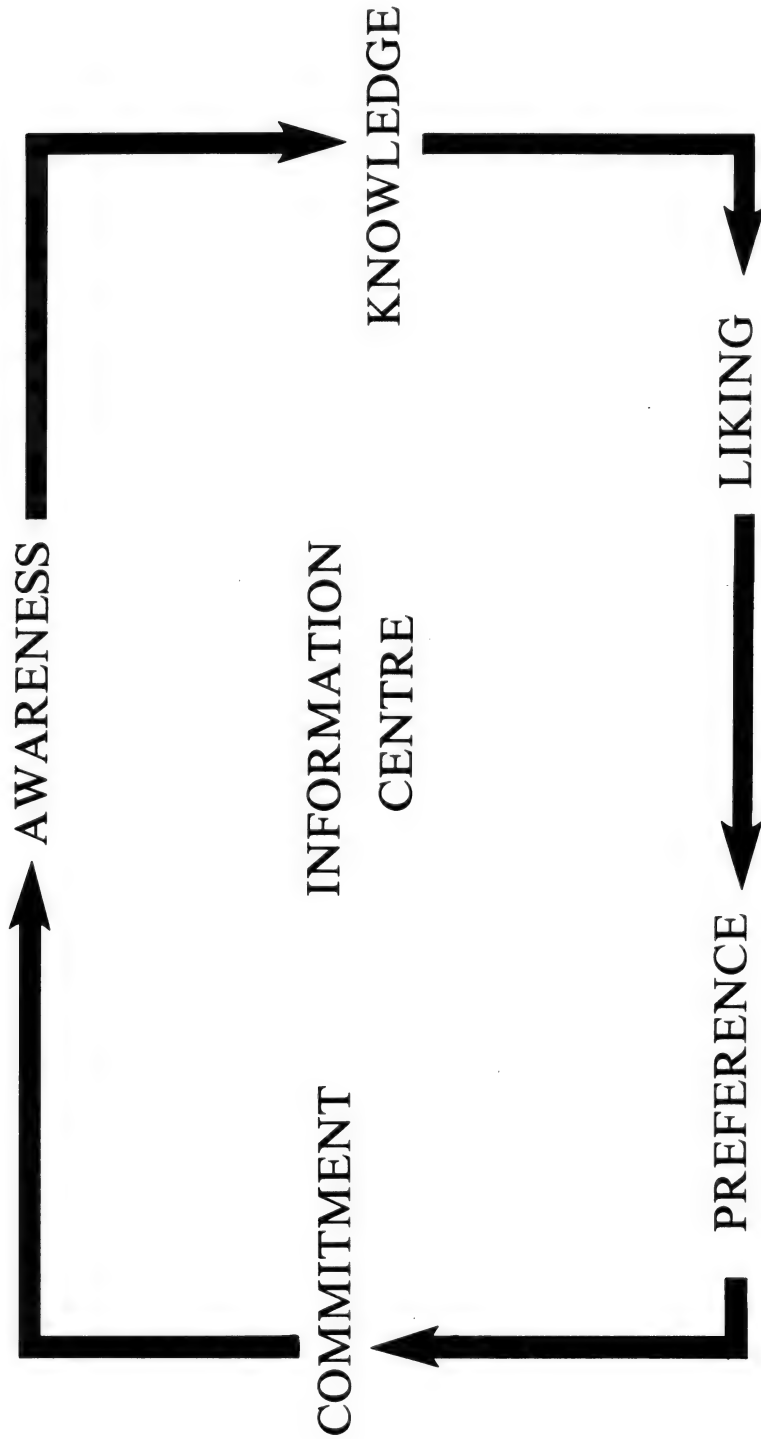 AWARENESS
KNOWLEDGE
LIKING
PREFERENCE
COMMITMENT
INFORMATION
CENTRE